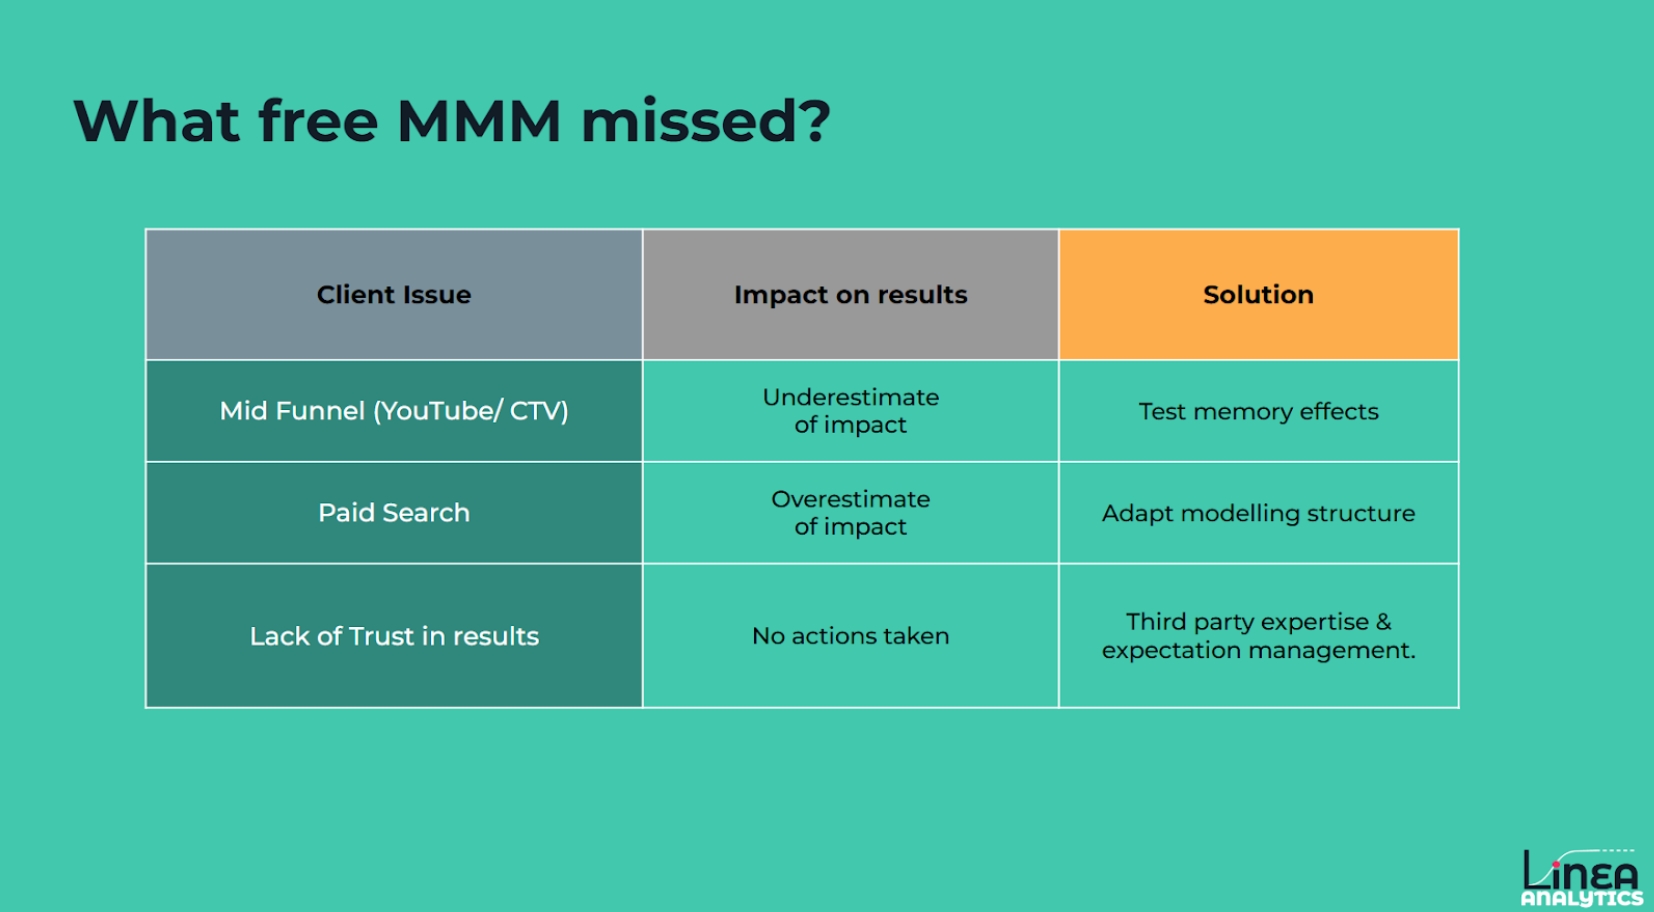 What free MMM missed?
Client Issue
Impact on results
Solution
Mid Funnel (YouTube/ CTV)
Underestimate
of impact
Test memory effects
Paid Search
Overestimate
of impact
Adapt modelling structure
Lack of Trust in results
No actions taken
Third party expertise &
expectation management.
LinEA
ANALYTICS